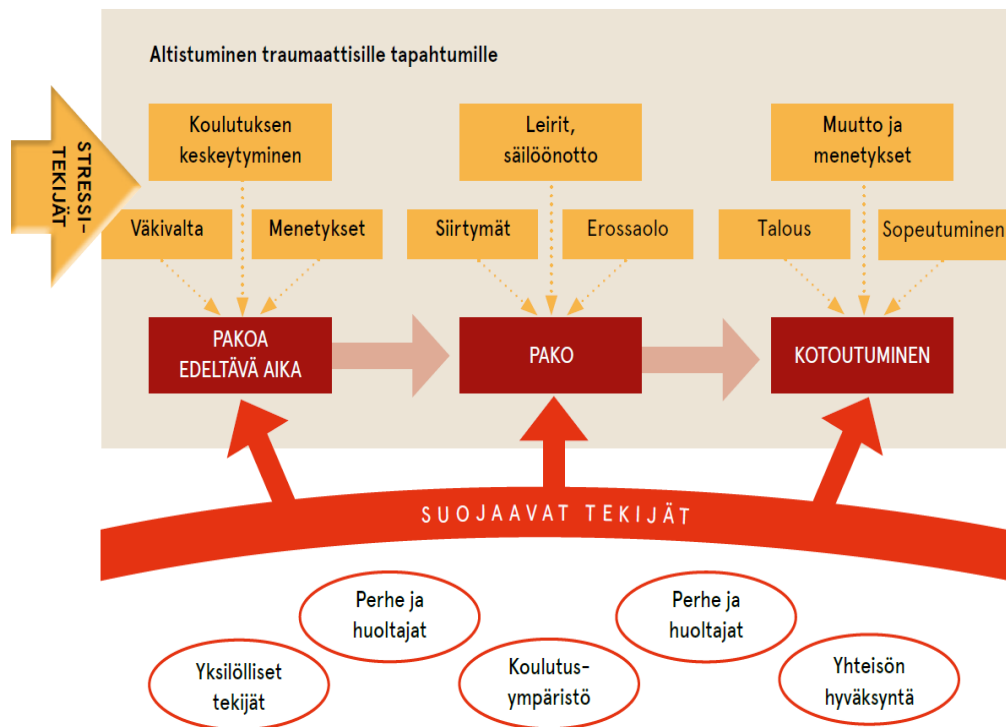 Altistuminen traumaattisille tapahtumille
STRESSI-
TEKIJÄT
Koulutuksen
keskeytyminen
Leirit,
säilöönotto
Muutto ja
menetykset
Väkivalta
Menetykset
Siirtymät
Erossaolo
Talous
Sopeutuminen
PAKOA
EDELTÄVÄ AIKA
PAKO
KOTOUTUMINEN
SUOJAAVAT TEKIJÄT
Perhe ja
huoltajat
Perhe ja
huoltajat
Yksilölliset
tekijät
Koulutus-
ympäristö
Yhteisön
hyväksyntä